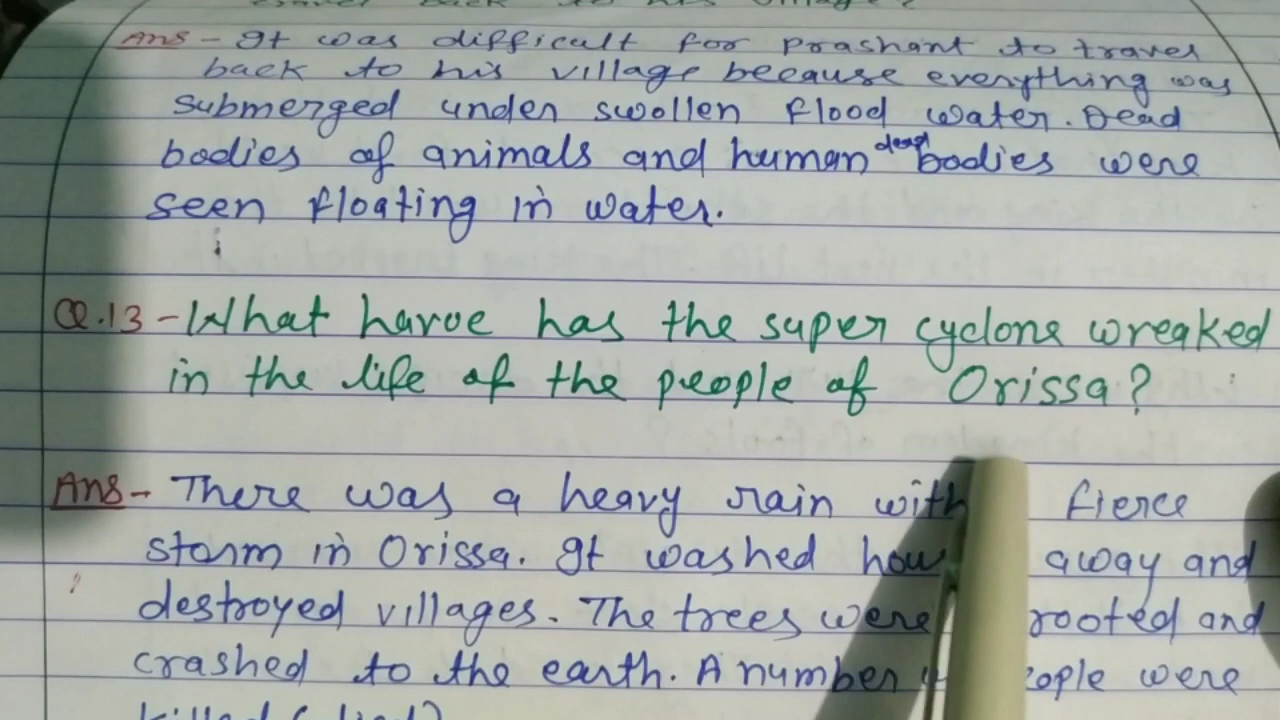 Ans - It was difficult for Prashant to travel
back to his village because everything was
submerged under swollen flood water. Dead
bodies of animals and human dead bodies were
seen floating in water.
Q.13 - What havoc has the super cyclone wreaked
in the life of the people of Orissa?
Ans - There was a heavy rain with fierce
storm in Orissa. It washed away and
destroyed villages. The trees were rooted and
crashed to the earth. A number were